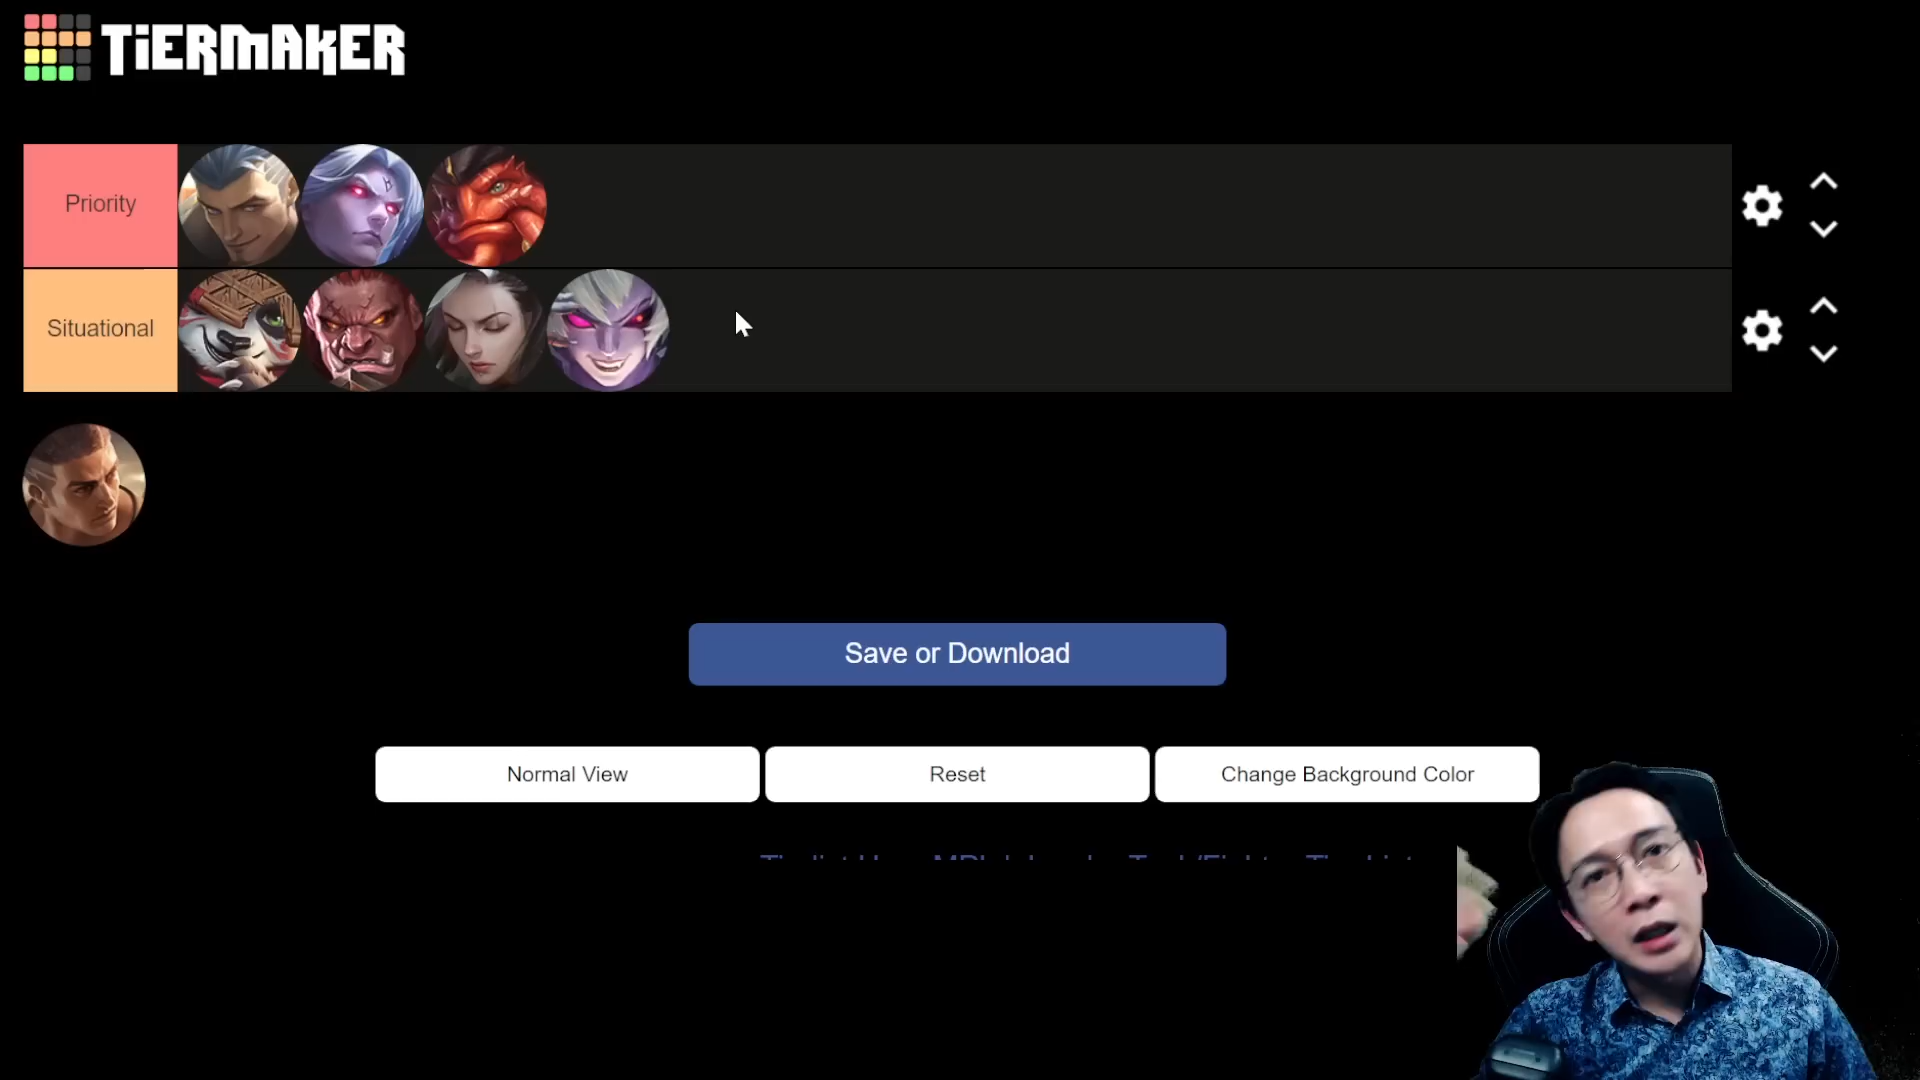 TiERMAKER
Priority
Situational
Save or Download
Normal View
Reset
Change Background Color